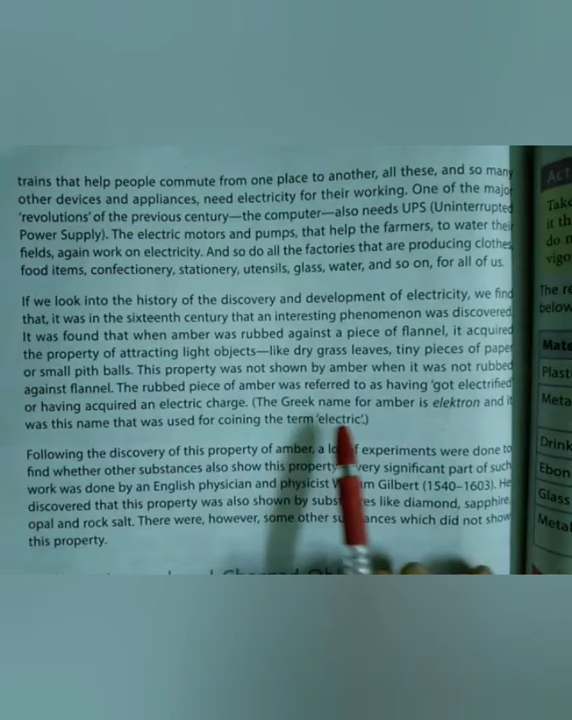 trains that help people commute from one place to another, all these, and so many
other devices and appliances, need electricity for their working. One of the major
'revolutions' of the previous century—the computer—also needs UPS (Uninterrupted
Power Supply). The electric motors and pumps, that help the farmers, to water their
fields, again work on electricity. And so do all the factories that are producing clothes,
food items, confectionery, stationery, utensils, glass, water, and so on, for all of us.
If we look into the history of the discovery and development of electricity, we find
that, it was in the sixteenth century that an interesting phenomenon was discovered.
It was found that when amber was rubbed against a piece of flannel, it acquired
the property of attracting light objects—like dry grass leaves, tiny pieces of paper
or small pith balls. This property was not shown by amber when it was not rubbed
against flannel. The rubbed piece of amber was referred to as having 'got electrified'
or having acquired an electric charge. (The Greek name for amber is elektron and it
was this name that was used for coining the term 'electric'.)
Following the discovery of this property of amber, a lo f experiments were done to
find whether other substances also show this property very significant part of such
work was done by an English physician and physicist W m Gilbert (1540–1603). He
discovered that this property was also shown by subst es like diamond, sapphire,
opal and rock salt. There were, however, some other su ances which did not show
this property.
Act
Take
it th
do n
vigo
The re
below
Mate
Plast
Meta
Drink
Ebon
Glass
Metal